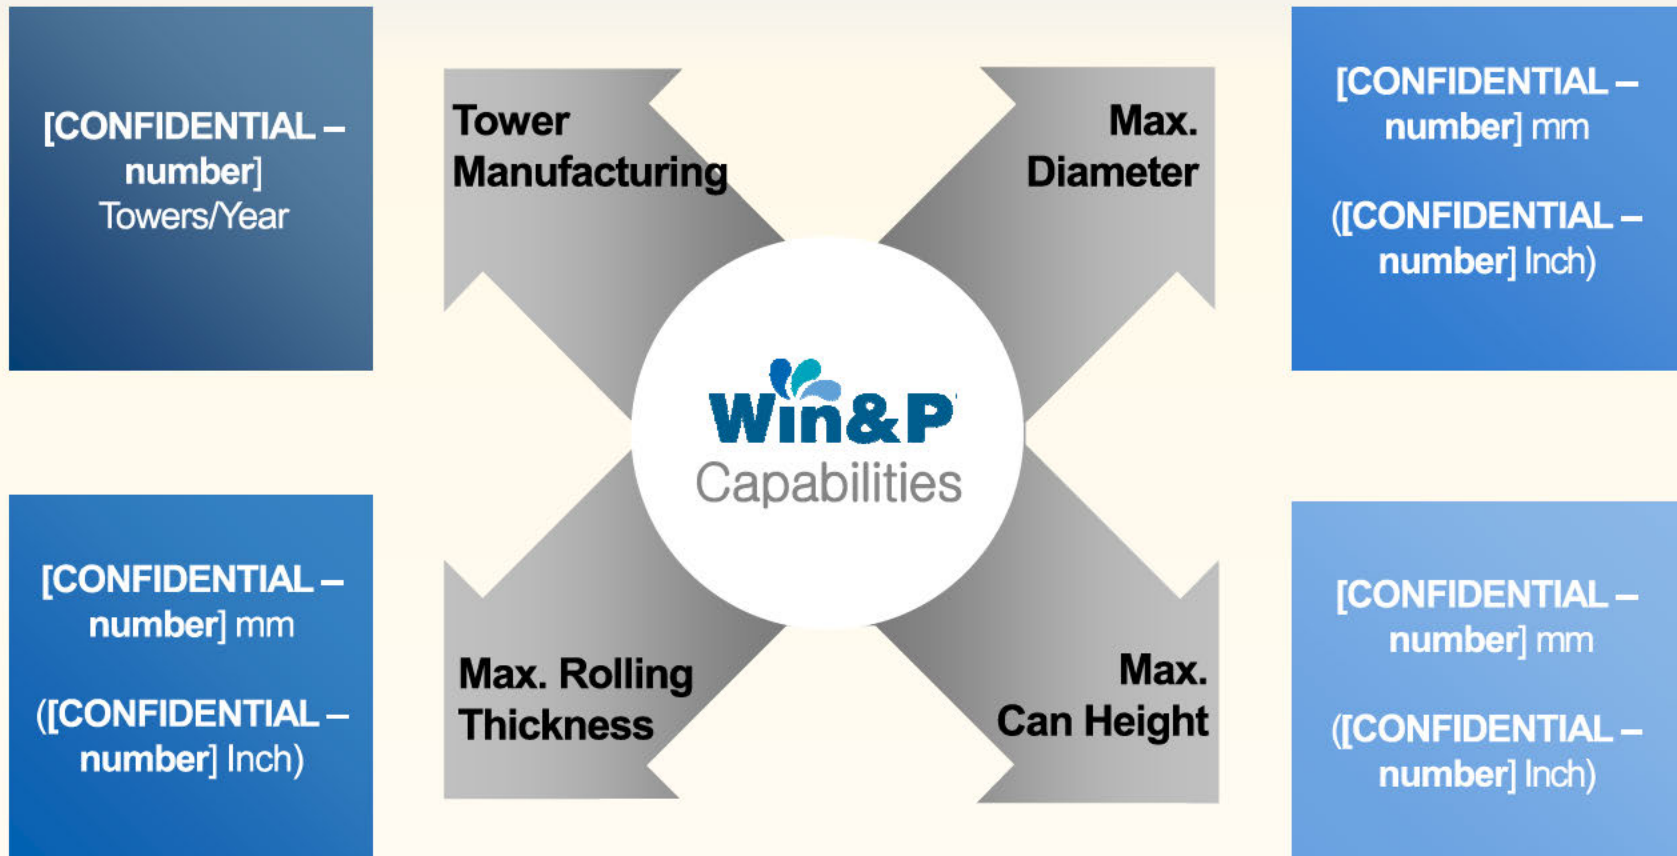 [CONFIDENTIAL –
number]
Towers/Year
Tower
Manufacturing
Max.
Diameter
[CONFIDENTIAL –
number] mm
([CONFIDENTIAL –
number] Inch)
Win&P
Capabilities
[CONFIDENTIAL –
number] mm
([CONFIDENTIAL –
number] Inch)
Max. Rolling
Thickness
Max.
Can Height
[CONFIDENTIAL –
number] mm
([CONFIDENTIAL –
number] Inch)